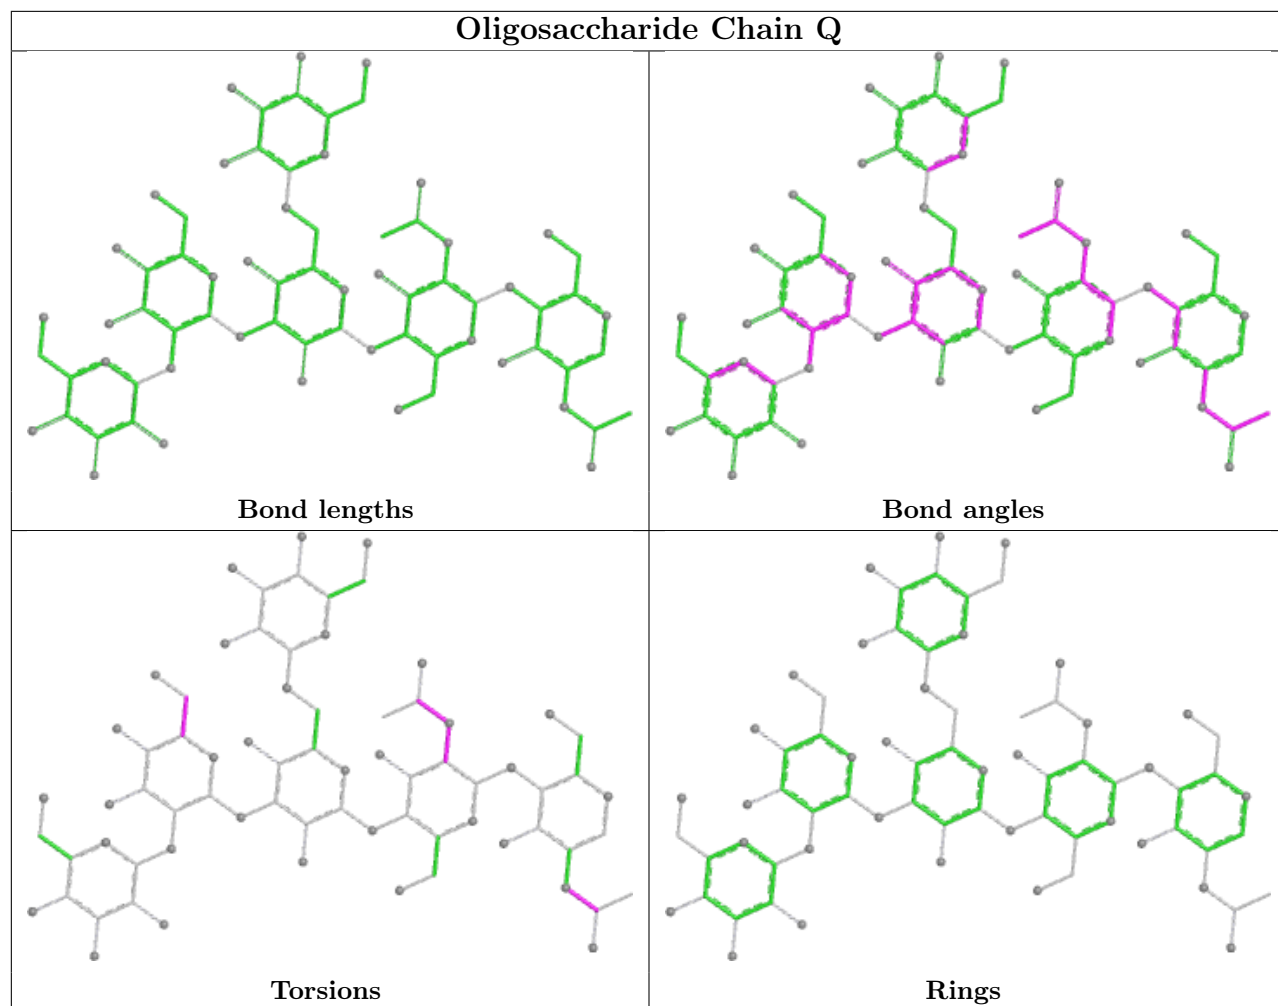 Oligosaccharide Chain Q
Bond lengths
Bond angles
Torsions
Rings